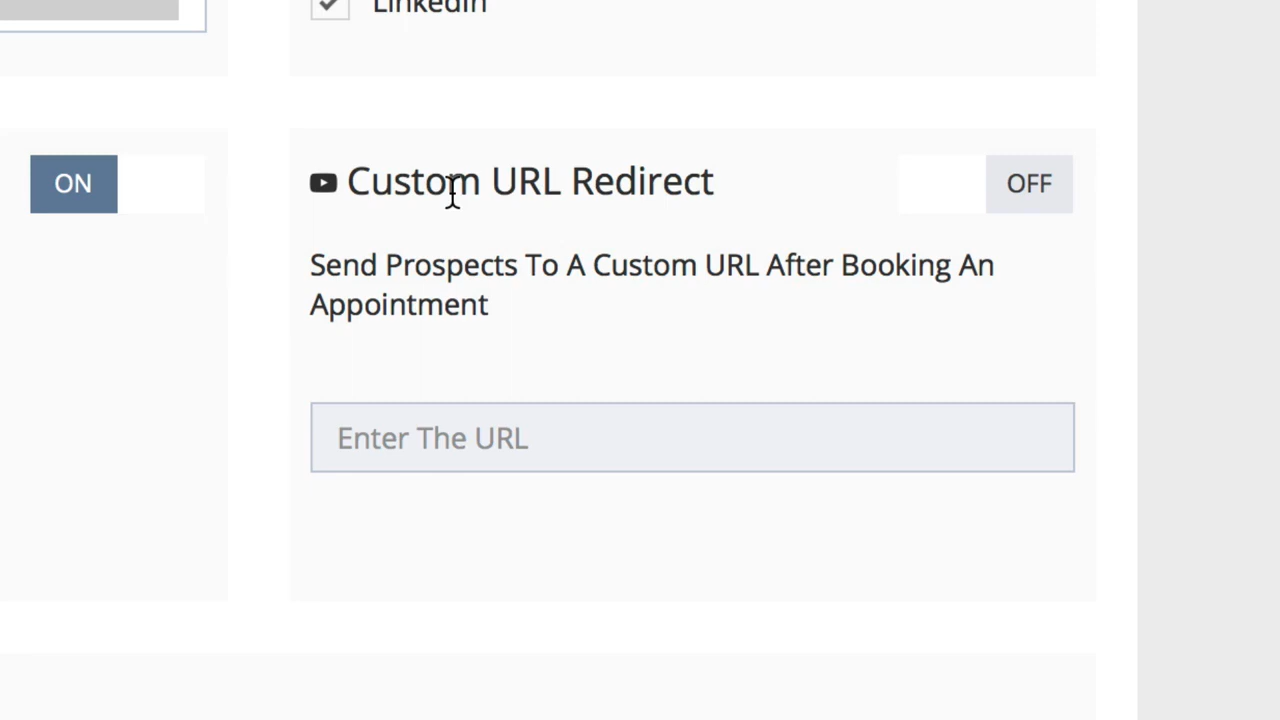 LinkedIn
ON
Custom URL Redirect
OFF
Send Prospects To A Custom URL After Booking An
Appointment
Enter The URL